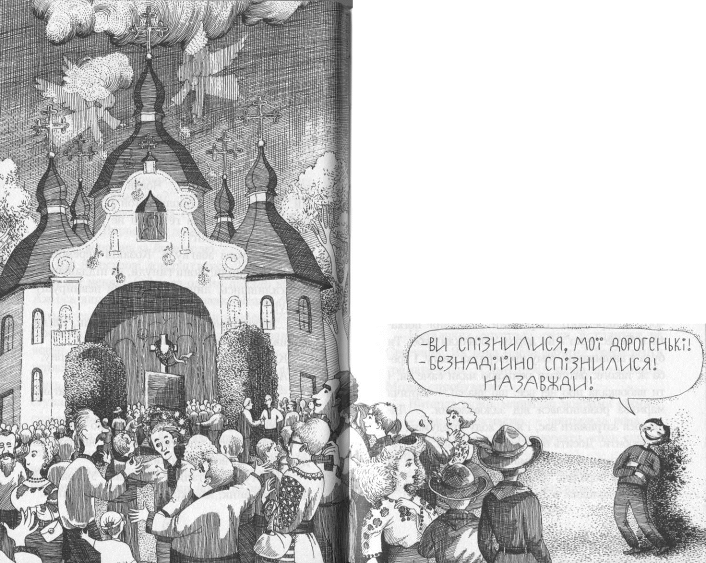 -ВИ СПІЗНИЛИСЯ, МОЇ ДОРОГЕНЬКІ!
-БЕЗНАДІЙНО СПІЗНИЛИСЯ!
НАЗАВЖДИ!